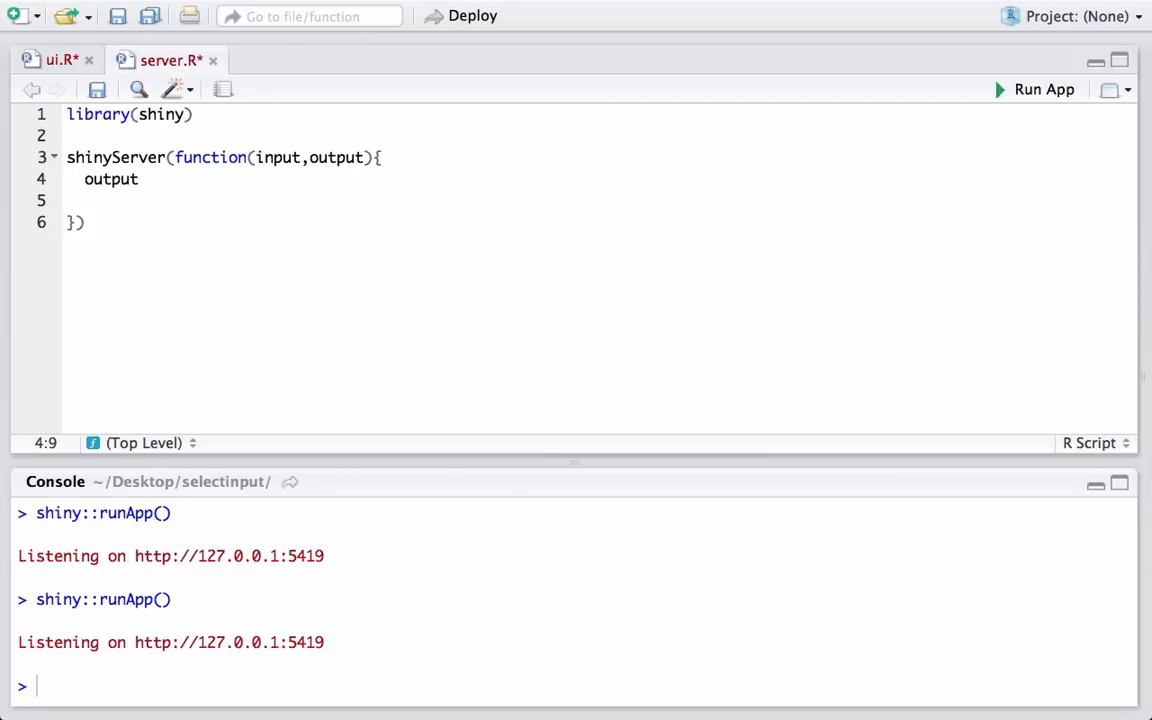 Go to file/function
Deploy
Project: (None)
ui.R*
server.R*
Run App
1 library(shiny)
2
3 shinyServer(function(input,output){
4 output
5
6 })
4:9
(Top Level)
R Script
Console ~/Desktop/selectinput/
> shiny::runApp()
Listening on http://127.0.0.1:5419
> shiny::runApp()
Listening on http://127.0.0.1:5419
>